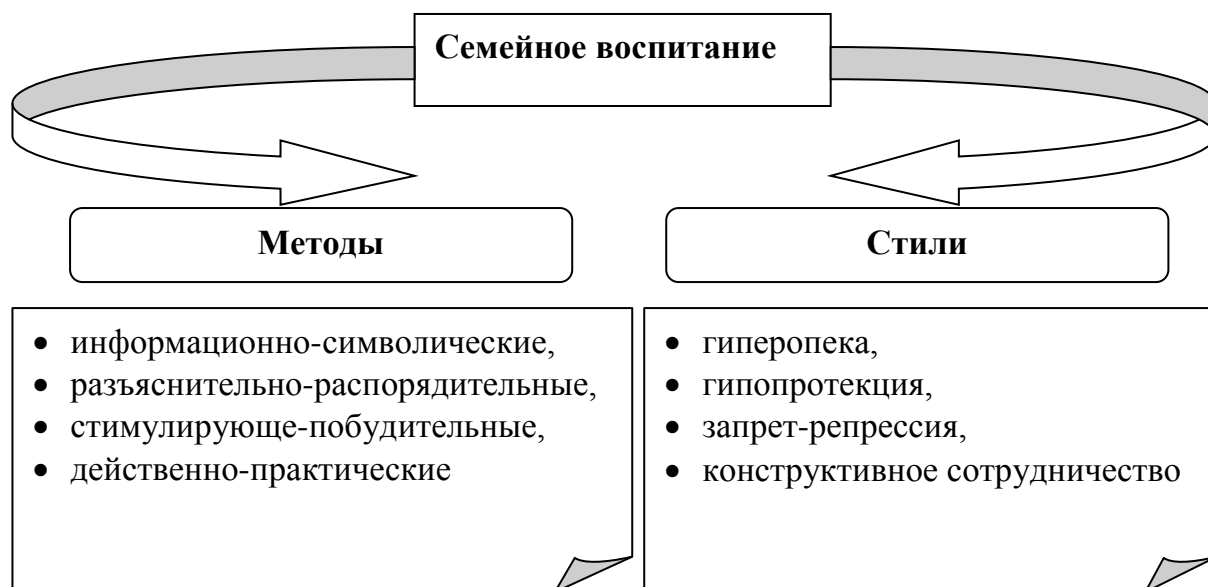 Семейное воспитание
Методы
Стили
• информационно-символические,
• разъяснительно-распорядительные,
• стимулирующе-побудительные,
• действенно-практические
• гиперопека,
• гипопротекция,
• запрет-репрессия,
• конструктивное сотрудничество